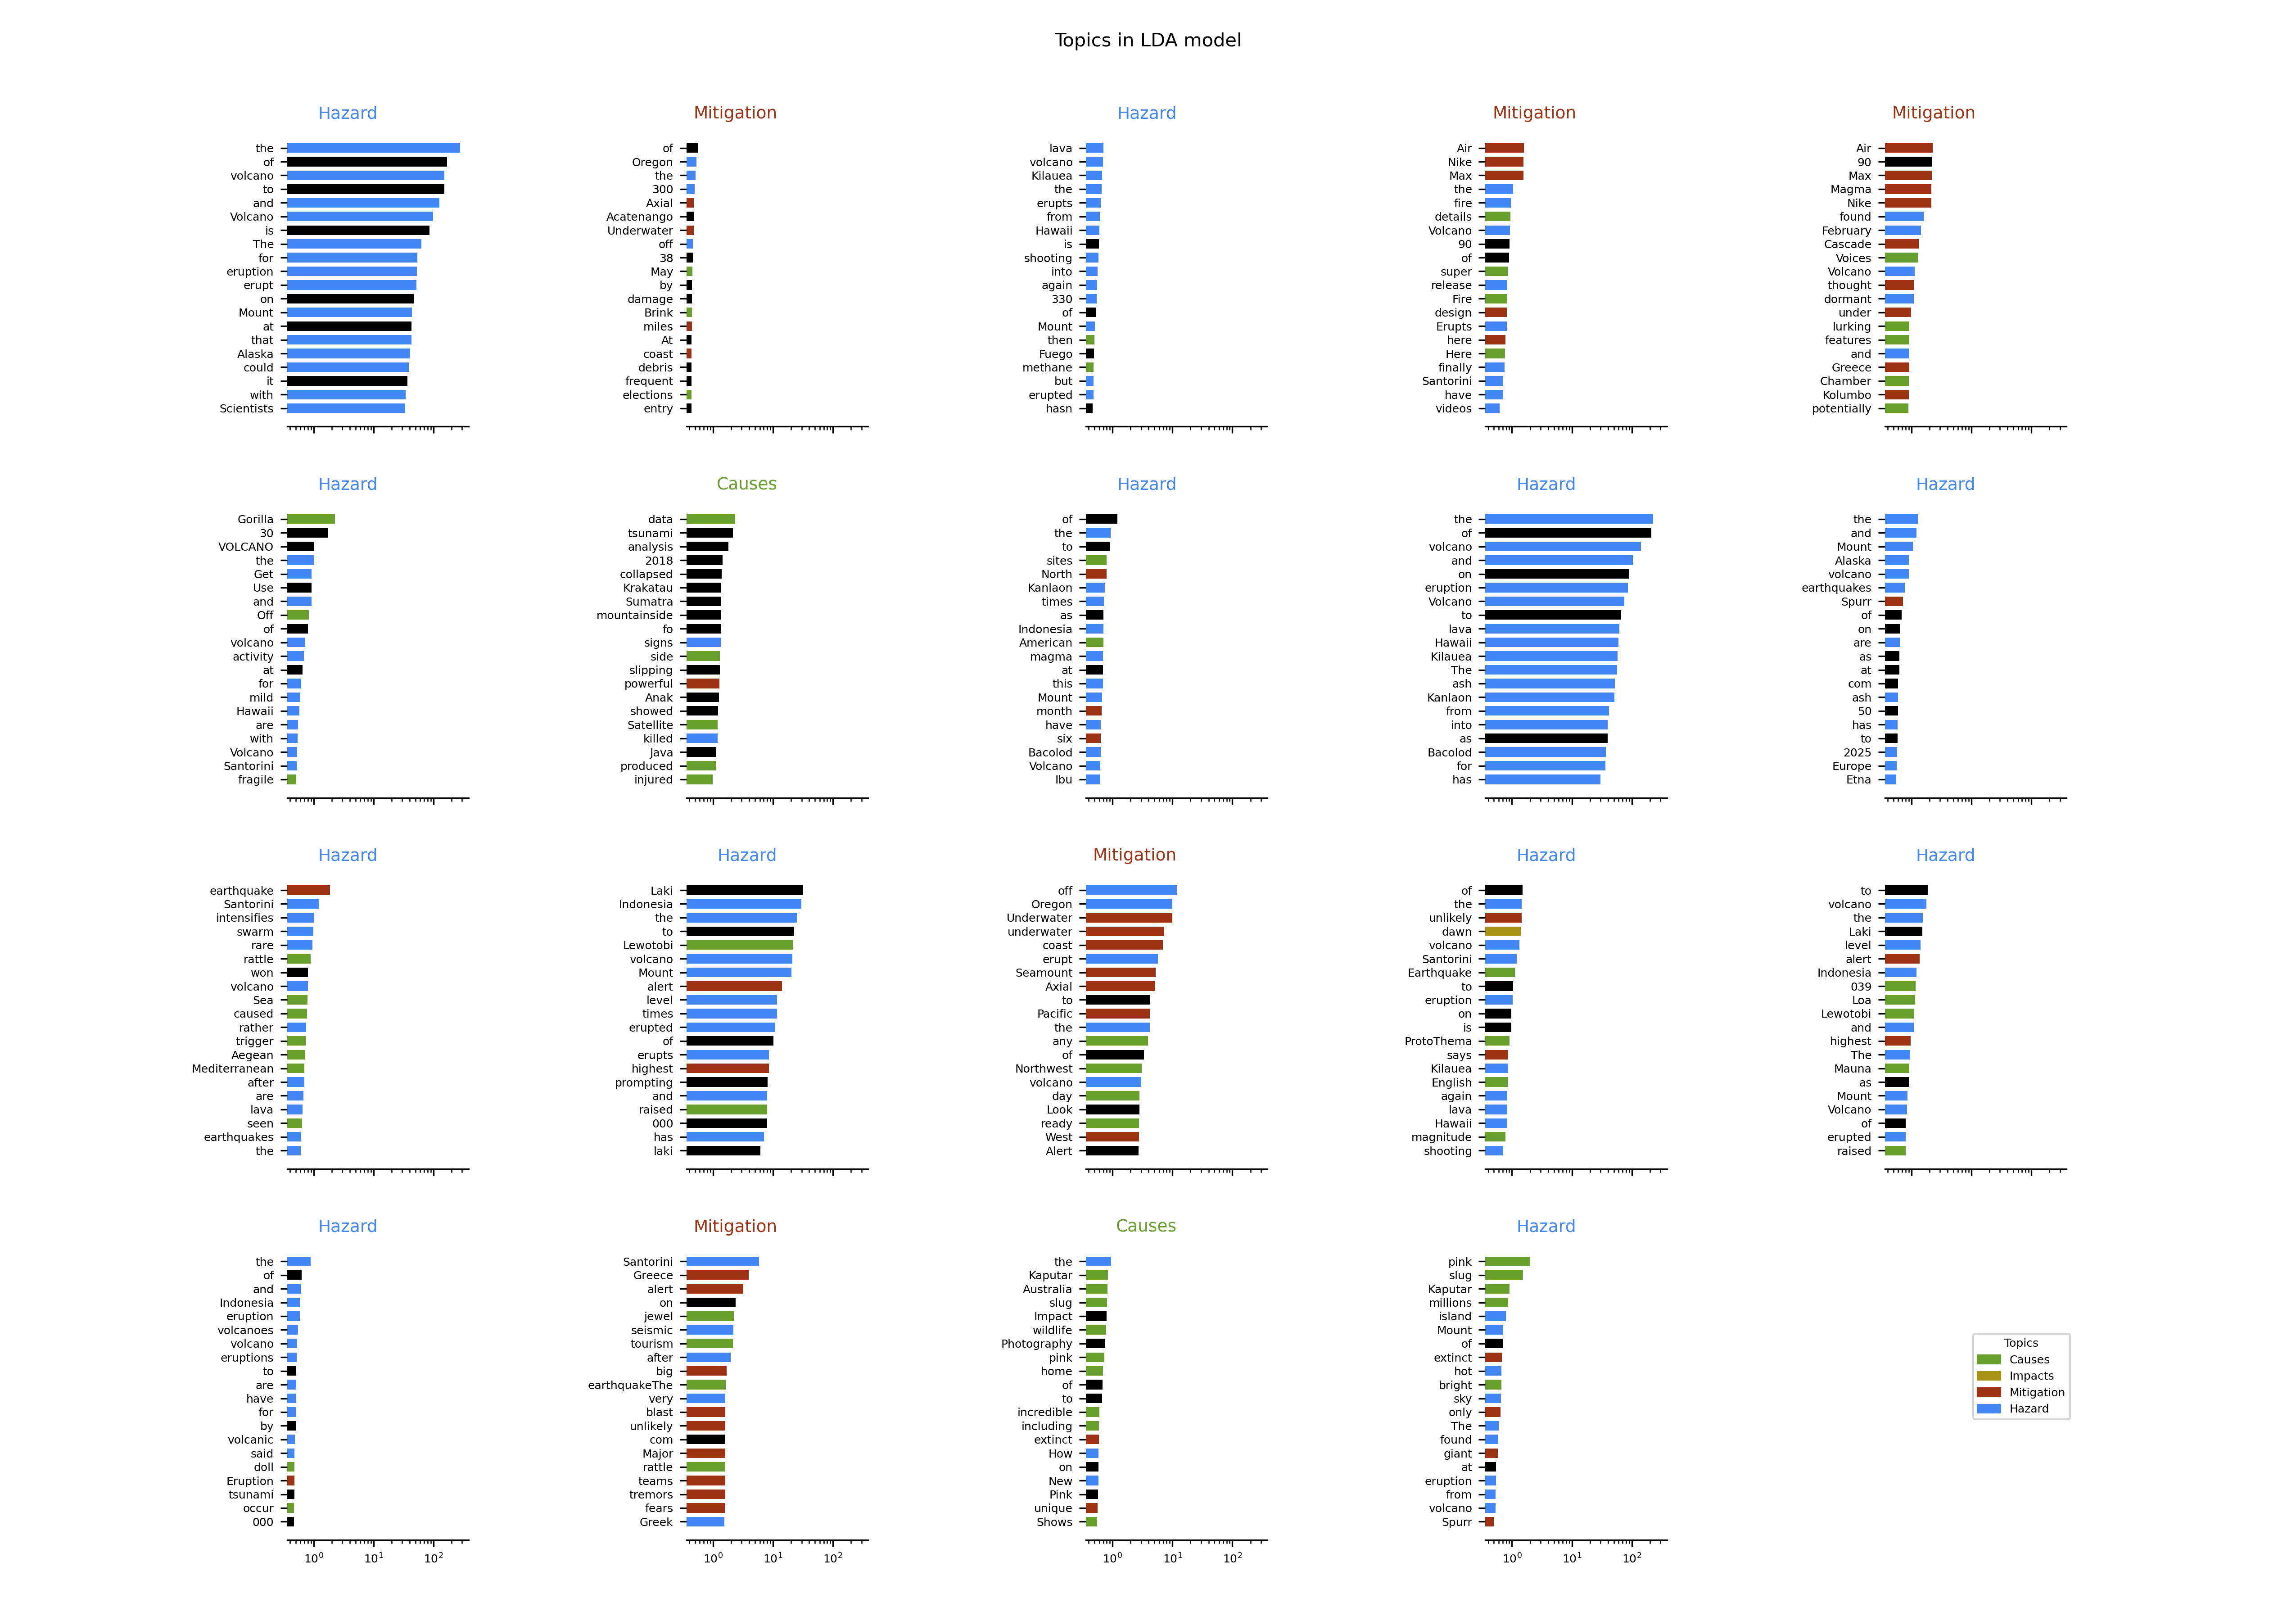 Topics in LDA model
Hazard
the
of
volcano
to
and
Volcano
is
The
for
eruption
erupt
on
Mount
at
that
Alaska
could
it
with
Scientists
Mitigation
of
Oregon
the
300
Axial
Acatenango
Underwater
off
38
May
by
damage
Brink
miles
At
coast
debris
frequent
elections
entry
Hazard
lava
volcano
Kilauea
the
erupts
from
Hawaii
is
shooting
into
again
330
of
Mount
then
Fuego
methane
but
erupted
hasn
Mitigation
Air
Nike
Max
the
fire
details
Volcano
90
of
super
release
Fire
design
Erupts
here
Here
finally
Santorini
have
videos
Mitigation
Air
90
Max
Magma
Nike
found
February
Cascade
Voices
Volcano
thought
dormant
under
lurking
features
and
Greece
Chamber
Kolumbo
potentially
Hazard
Gorilla
30
VOLCANO
the
Get
Use
and
Off
of
volcano
activity
at
for
mild
Hawaii
are
with
Volcano
Santorini
fragile
Causes
data
tsunami
analysis
2018
collapsed
Krakatau
Sumatra
mountainside
fo
signs
side
slipping
powerful
Anak
showed
Satellite
killed
Java
produced
injured
Hazard
of
the
to
sites
North
Kanlaon
times
as
Indonesia
American
magma
at
this
Mount
month
have
six
Bacolod
Volcano
Ibu
Hazard
the
of
volcano
and
on
eruption
Volcano
to
lava
Hawaii
Kilauea
The
ash
Kanlaon
from
into
as
Bacolod
for
has
Hazard
the
and
Mount
Alaska
volcano
earthquakes
Spurr
of
on
are
as
at
com
ash
50
has
to
2025
Europe
Etna
Hazard
earthquake
Santorini
intensifies
swarm
rare
rattle
won
volcano
Sea
caused
rather
trigger
Aegean
Mediterranean
after
are
lava
seen
earthquakes
the
Hazard
Laki
Indonesia
the
to
Lewotobi
volcano
Mount
alert
level
times
erupted
of
erupts
highest
prompting
and
raised
000
has
laki
Mitigation
off
Oregon
Underwater
underwater
coast
erupt
Seamount
Axial
to
Pacific
the
any
of
Northwest
volcano
day
Look
ready
West
Alert
Hazard
of
the
unlikely
dawn
volcano
Santorini
Earthquake
to
eruption
on
is
ProtoThema
says
Kilauea
English
again
lava
Hawaii
magnitude
shooting
Hazard
to
volcano
the
Laki
level
alert
Indonesia
039
Loa
Lewotobi
and
highest
The
Mauna
as
Mount
Volcano
of
erupted
raised
Hazard
the
of
and
Indonesia
eruption
volcanoes
volcano
eruptions
to
are
have
for
by
volcanic
said
doll
Eruption
tsunami
occur
000
10⁰ 10¹ 10²
Mitigation
Santorini
Greece
alert
on
jewel
seismic
tourism
after
big
earthquakeThe
very
blast
unlikely
com
Major
rattle
teams
tremors
fears
Greek
10⁰ 10¹ 10²
Causes
the
Kaputar
Australia
slug
Impact
wildlife
Photography
pink
home
of
to
incredible
including
extinct
How
on
New
Pink
unique
Shows
10⁰ 10¹ 10²
Hazard
pink
slug
Kaputar
millions
island
Mount
of
extinct
hot
bright
sky
only
The
found
giant
at
eruption
from
volcano
Spurr
10⁰ 10¹ 10²
Topics
Causes
Impacts
Mitigation
Hazard